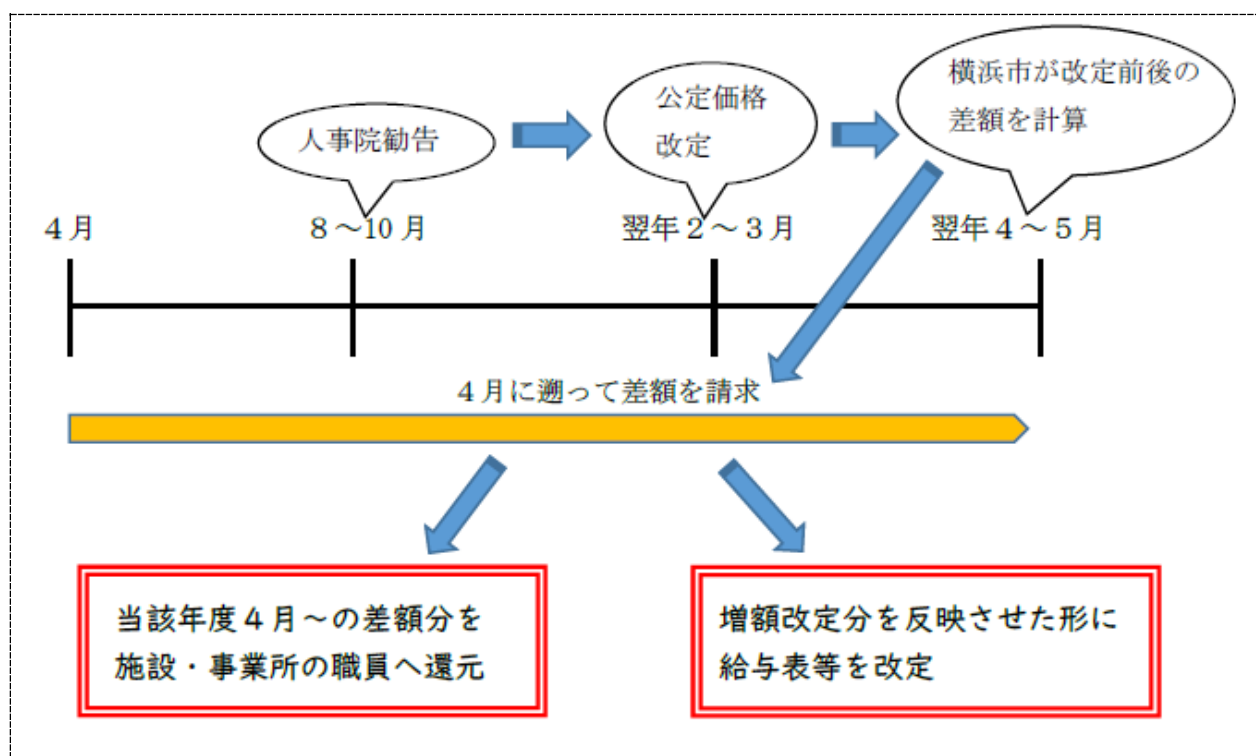 人事院勧告
公定価格
改定
横浜市が改定前後の
差額を計算
４月
８～10 月
翌年２～３月
翌年４～５月
４月に遡って差額を請求
当該年度４月～の差額分を
施設・事業所の職員へ還元
増額改定分を反映させた形に
給与表等を改定